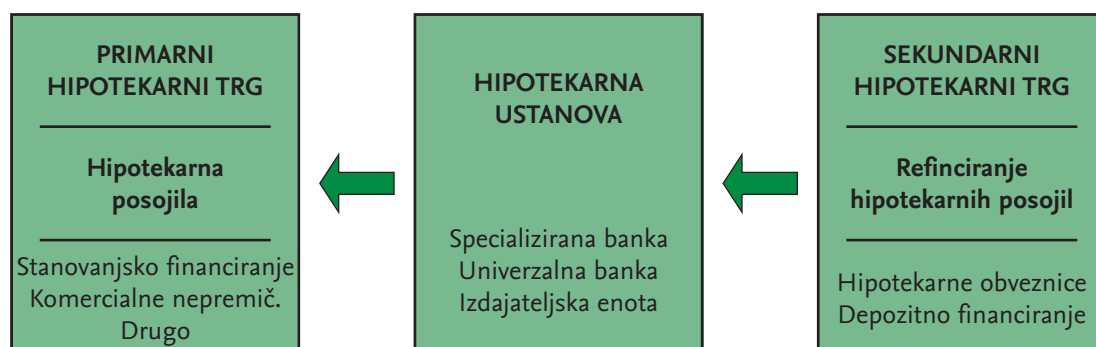 PRIMARNI
HIPOTEKARNI TRG
Hipotekarna
posojila
Stanovanjsko financiranje
Komercialne nepremič.
Drugo
HIPOTEKARNA
USTANOVA
Specializirana banka
Univerzalna banka
Izdajateljska enota
SEKUNDARNI
HIPOTEKARNI TRG
Refinciranje
hipotekarnih posojil
Hipotekarne obveznice
Depozitno financiranje